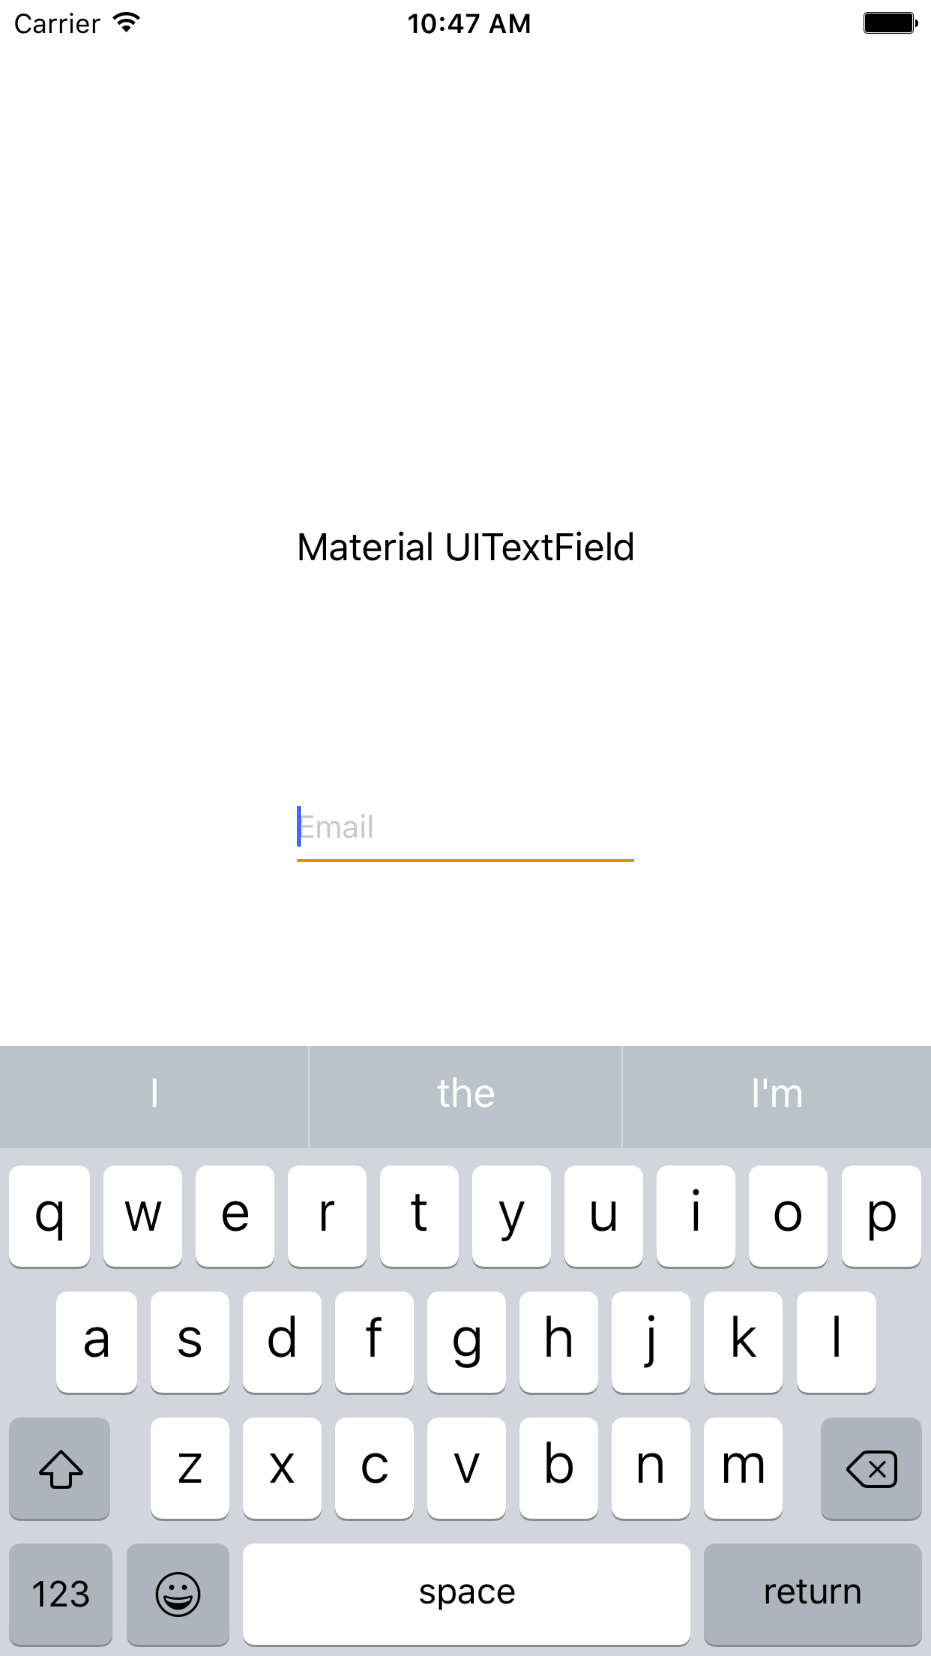 Carrier 10:47 AM
Material UITextField
Email
I the I'm
q w e r t y u i o p
a s d f g h j k l
z x c v b n m
123 space return